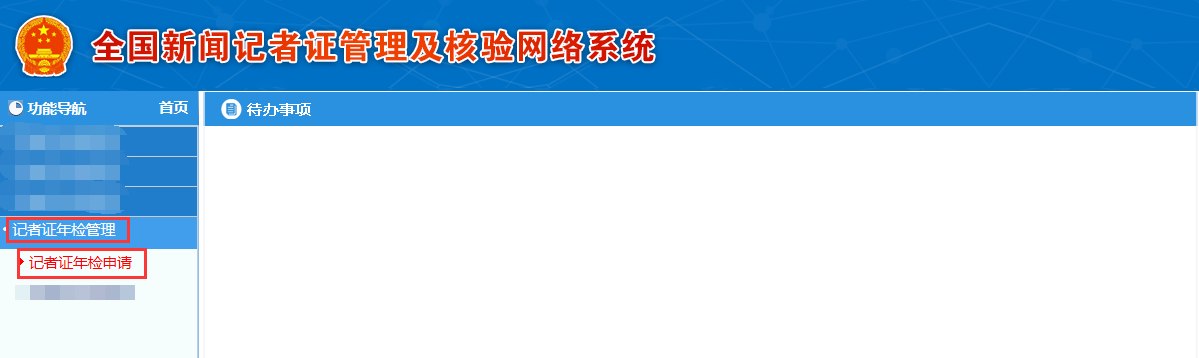 全国新闻记者证管理及核验网络系统
功能导航 首页
待办事项
记者证年检管理
记者证年检申请